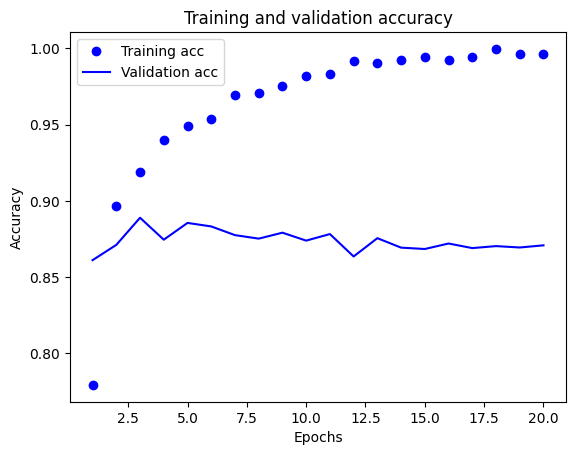 Training and validation accuracy
Training acc
Validation acc
1.00
0.95
0.90
0.85
0.80
Accuracy
2.5 5.0 7.5 10.0 12.5 15.0 17.5 20.0
Epochs